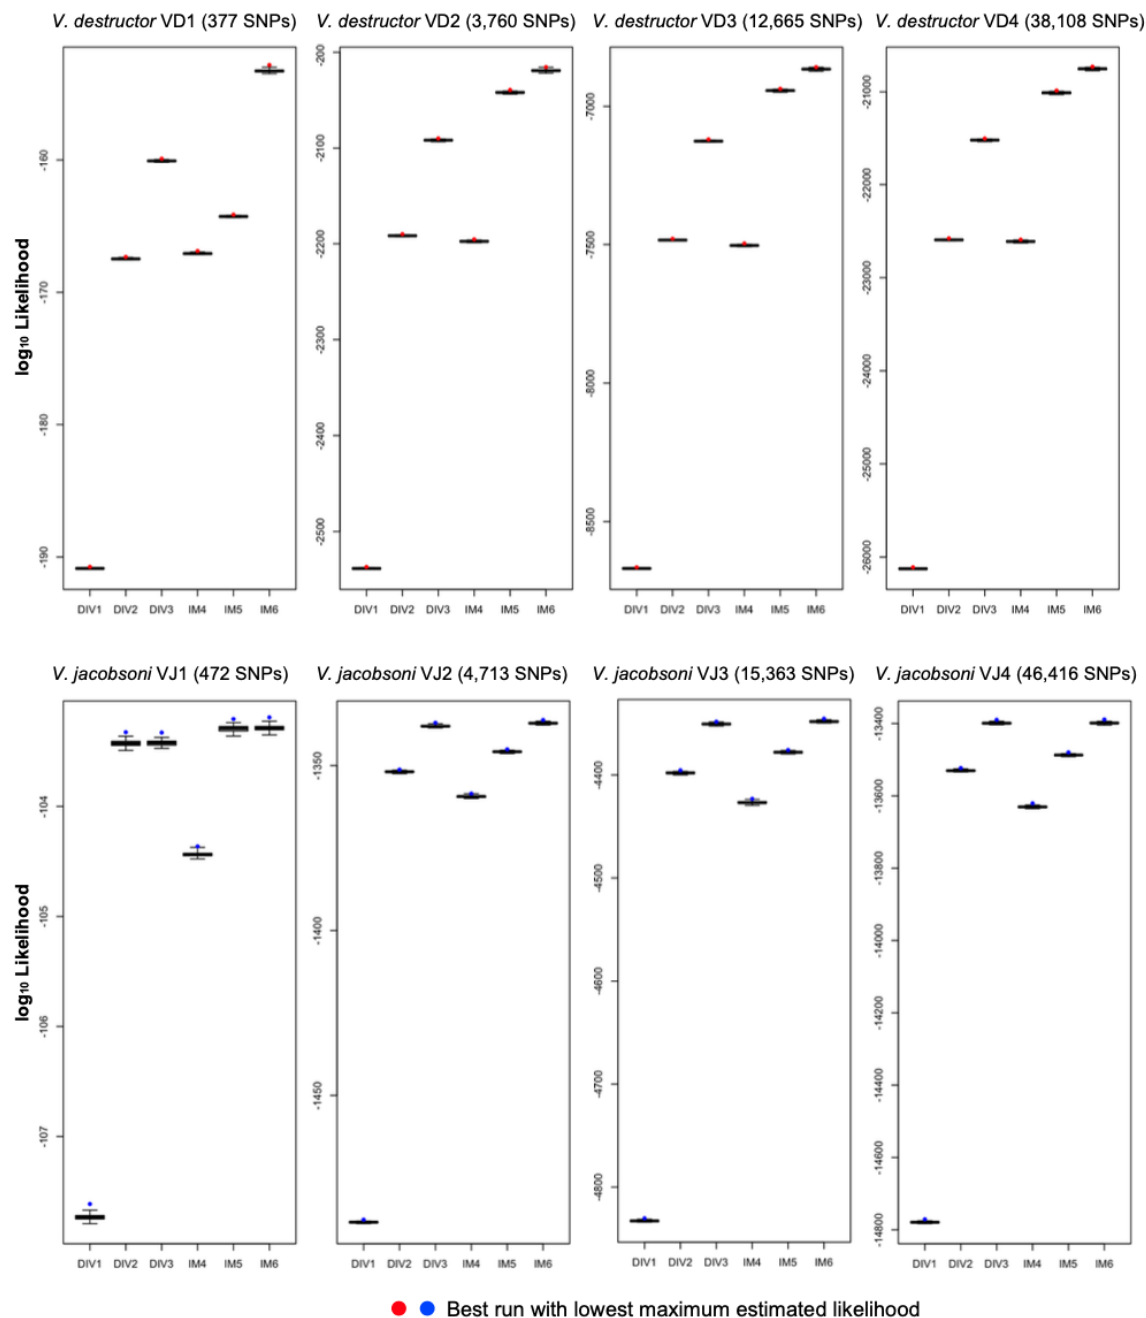 V. destructor VD1 (377 SNPs)
V. destructor VD2 (3,760 SNPs)
V. destructor VD3 (12,665 SNPs)
V. destructor VD4 (38,108 SNPs)
log₁₀ Likelihood
-160
-170
-180
-190
DIV1 DIV2 DIV3 IM4 IM5 IM6
-200
-2100
-2200
-2300
-2400
-2500
DIV1 DIV2 DIV3 IM4 IM5 IM6
-7000
-7500
-8000
-8500
DIV1 DIV2 DIV3 IM4 IM5 IM6
-21000
-22000
-23000
-24000
-25000
-26000
DIV1 DIV2 DIV3 IM4 IM5 IM6
V. jacobsoni VJ1 (472 SNPs)
V. jacobsoni VJ2 (4,713 SNPs)
V. jacobsoni VJ3 (15,363 SNPs)
V. jacobsoni VJ4 (46,416 SNPs)
log₁₀ Likelihood
-104
-105
-106
-107
DIV1 DIV2 DIV3 IM4 IM5 IM6
-1350
-1400
-1450
DIV1 DIV2 DIV3 IM4 IM5 IM6
-4400
-4500
-4600
-4700
-4800
DIV1 DIV2 DIV3 IM4 IM5 IM6
-13400
-13600
-13800
-14000
-14200
-14400
-14600
-14800
DIV1 DIV2 DIV3 IM4 IM5 IM6
Best run with lowest maximum estimated likelihood